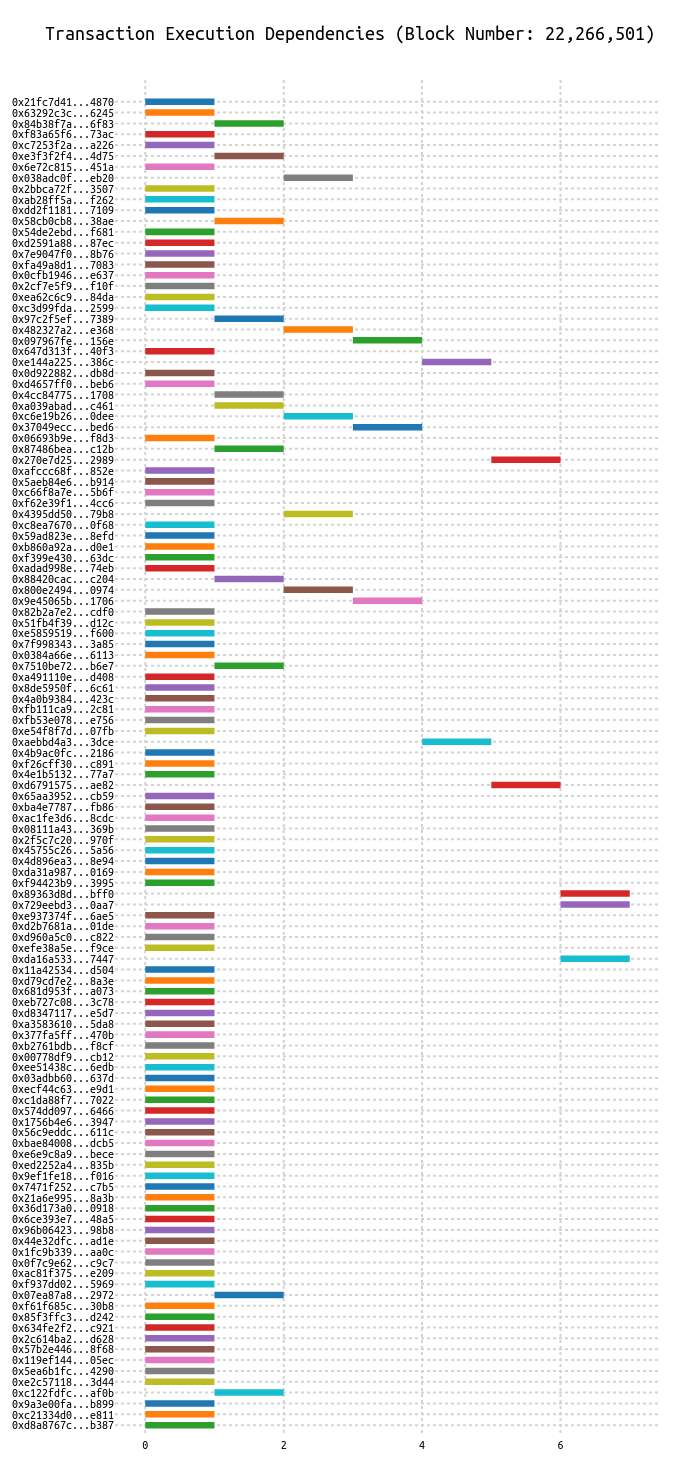 Transaction Execution Dependencies (Block Number: 22,266,501)
0x21fc7d41...4870
0x63292c3c...6245
0x84b38f7a...6f83
0xf83a65f6...73ac
0xc7253f2a...a226
0xe3f3f2f4...4d75
0x6e72c815...451a
0x038adc0f...eb20
0x2bbca72f...3507
0xab28ff5a...f262
0xdd2f1181...7109
0x58cb0cb8...38ae
0x54de2ebd...f681
0xd2591a88...87ec
0x7e9047f0...8b76
0xfa49a8d1...7083
0x0cfb1946...e637
0x2cf7e5f9...f10f
0xea62c6c9...84da
0xc3d99fda...2599
0x97c2f5ef...7389
0x482327a2...e368
0x097967fe...156e
0x647d313f...40f3
0xe144a225...386c
0x0d922882...db8d
0xd4657ff0...beb6
0x4cc84775...1708
0xa039abad...c461
0xc6e19b26...0dee
0x37049ecc...bed6
0x06693b9e...f8d3
0x87486bea...c12b
0x270e7d25...2989
0xafccc68f...852e
0x5aeb84e6...b914
0xc66f8a7e...5b6f
0xf62e39f1...4cc6
0x4395dd50...79b8
0xc8ea7670...0f68
0x59ad823e...8efd
0xb860a92a...d0e1
0xf399e430...63dc
0xadad998e...74eb
0x88420cac...c204
0x800e2494...0974
0x9e45065b...1706
0x82b2a7e2...cdf0
0x51fb4f39...d12c
0xe5859519...f600
0x7f998343...3a85
0x0384a66e...6113
0x7510be72...b6e7
0xa491110e...d408
0x8de5950f...6c61
0x4a0b9384...423c
0xfb111ca9...2c81
0xfb53e078...e756
0xe54f8f7d...07fb
0xaebbd4a3...3dce
0x4b9ac0fc...2186
0xf26cff30...c891
0x4e1b5132...77a7
0xd6791575...ae82
0x65aa3952...cb59
0xba4e7787...fb86
0xac1fe3d6...8cdc
0x08111a43...369b
0x2f5c7c20...970f
0x45755c26...5a56
0x4d896ea3...8e94
0xda31a987...0169
0xf94423b9...3995
0x89363d8d...bff0
0x729eebd3...0aa7
0xe937374f...6ae5
0xd2b7681a...01de
0xd960a5c0...c822
0xefe38a5e...f9ce
0xda16a533...7447
0x11a42534...d504
0xd79cd7e2...8a3e
0x681d953f...a073
0xeb727c08...3c78
0xd8347117...e5d7
0xa3583610...5da8
0x377fa5ff...470b
0xb2761bdb...f8cf
0x00778df9...cb12
0xee51438c...6edb
0x03adbb60...637d
0xecf44c63...e9d1
0xc1da88f7...7022
0x574dd097...6466
0x1756b4e6...3947
0x56c9eddc...611c
0xbae84008...dcb5
0xe6e9c8a9...bece
0xed2252a4...835b
0x9ef1fe18...f016
0x7471f252...c7b5
0x21a6e995...8a3b
0x36d173a0...0918
0x6ce393e7...48a5
0x96b06423...98b8
0x44e32dfc...ad1e
0x1fc9b339...aa0c
0x0f7c9e62...c9c7
0xac81f375...e209
0xf937dd02...5969
0x07ea87a8...2972
0xf61f685c...30b8
0x85f3ffc3...d242
0x634fe2f2...c921
0x2c614ba2...d628
0x57b2e446...8f68
0x119ef144...05ec
0x5ea6b1fc...4290
0xe2c57118...3d44
0xc122fdfc...af0b
0x9a3e00fa...b899
0xc21334d0...e811
0xd8a8767c...b387
0 2 4 6